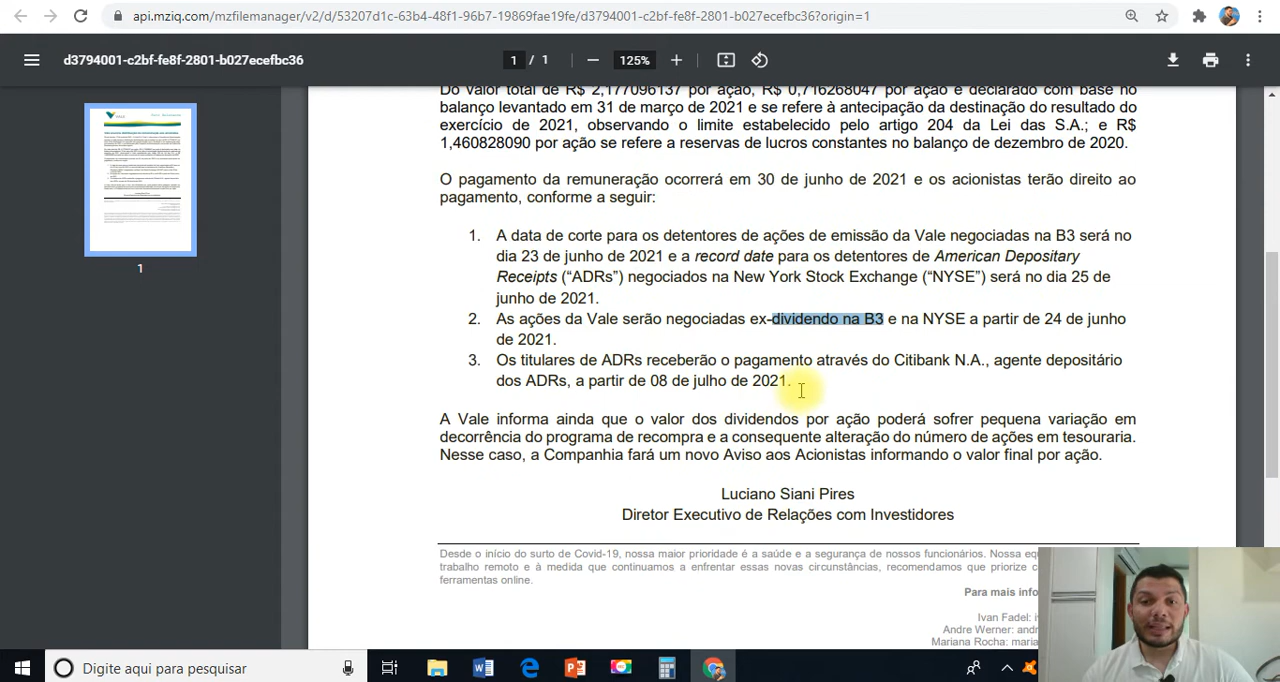 api.mziq.com/mzfilemanager/v2/d/53207d1c-63b4-48f1-96b7-19869fae19fe/d3794001-c2bf-fe8f-2801-b027ecefbc36?origin=1
d3794001-c2bf-fe8f-2801-b027ecefbc36
1 / 1
125%
VALE
1
Do valor total de R$ 2,177096137 por ação, R$ 0,716268047 por ação é declarado com base no
balanço levantado em 31 de março de 2021 e se refere à antecipação da destinação do resultado do
exercício de 2021, observando o limite estabelecido pelo artigo 204 da Lei das S.A.; e R$
1,460828090 por ação se refere a reservas de lucro constantes no balanço de dezembro de 2020.
O pagamento da remuneração ocorrerá em 30 de junho de 2021 e os acionistas terão direito ao
pagamento, conforme a seguir:
1. A data de corte para os detentores de ações de emissão da Vale negociadas na B3 será no
dia 23 de junho de 2021 e a record date para os detentores de American Depositary
Receipts (“ADRs”) negociados na New York Stock Exchange (“NYSE”) será no dia 25 de
junho de 2021.
2. As ações da Vale serão negociadas ex-dividendo na B3 e na NYSE a partir de 24 de junho
de 2021.
3. Os titulares de ADRs receberão o pagamento através do Citibank N.A., agente depositário
dos ADRs, a partir de 08 de julho de 2021.
A Vale informa ainda que o valor dos dividendos por ação poderá sofrer pequena variação em
decorrência do programa de recompra e a consequente alteração do número de ações em tesouraria.
Nesse caso, a Companhia fará um novo Aviso aos Acionistas informando o valor final por ação.
Luciano Siani Pires
Diretor Executivo de Relações com Investidores
Desde o início do surto de Covid-19, nossa maior prioridade é a saúde e a segurança de nossos funcionários. Nossa
trabalho remoto e à medida que continuamos a enfrentar essas novas circunstâncias, recomendamos que priorize
ferramentas online.
Para mais
Ivan Fadel:
Andre Werner:
Mariana Rocha:
Digite aqui para pesquisar